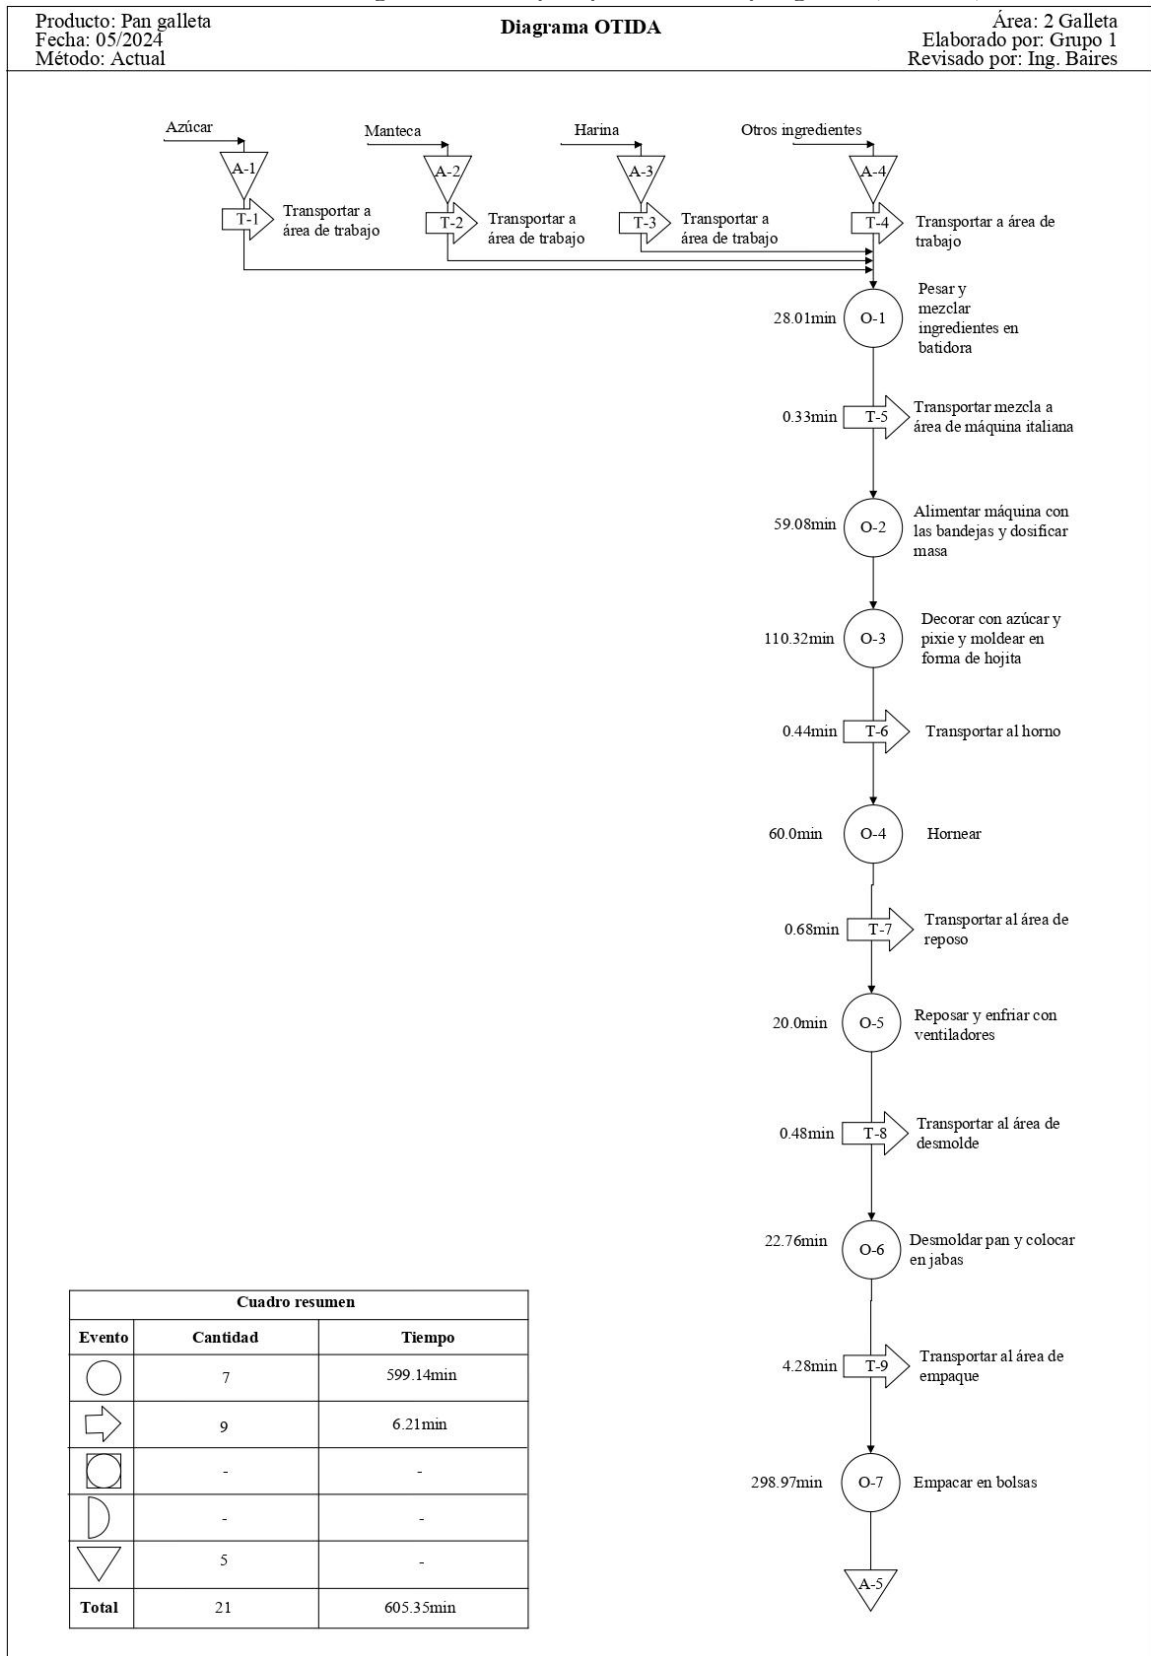 Producto: Pan galleta
Fecha: 05/2024
Método: Actual
Diagrama OTIDA
Área: 2 Galleta
Elaborado por: Grupo 1
Revisado por: Ing. Baires
Azúcar
Manteca
Harina
Otros ingredientes
A-1
A-2
A-3
A-4
T-1
Transportar a
área de trabajo
T-2
Transportar a
área de trabajo
T-3
Transportar a
área de trabajo
T-4
Transportar a área de
trabajo
28.01min
O-1
Pesar y
mezclar
ingredientes en
batidora
0.33min
T-5
Transportar mezcla a
área de máquina italiana
59.08min
O-2
Alimentar máquina con
las bandejas y dosificar
masa
110.32min
O-3
Decorar con azúcar y
pixie y moldear en
forma de hojita
0.44min
T-6
Transportar al horno
60.0min
O-4
Hornear
0.68min
T-7
Transportar al área de
reposo
20.0min
O-5
Reposar y enfriar con
ventiladores
0.48min
T-8
Transportar al área de
desmolde
22.76min
O-6
Desmoldar pan y colocar
en jabas
4.28min
T-9
Transportar al área de
empaque
298.97min
O-7
Empacar en bolsas
A-5
Cuadro resumen
Evento Cantidad Tiempo
7 599.14min
9 6.21min
- -
- -
5 -
Total 21 605.35min